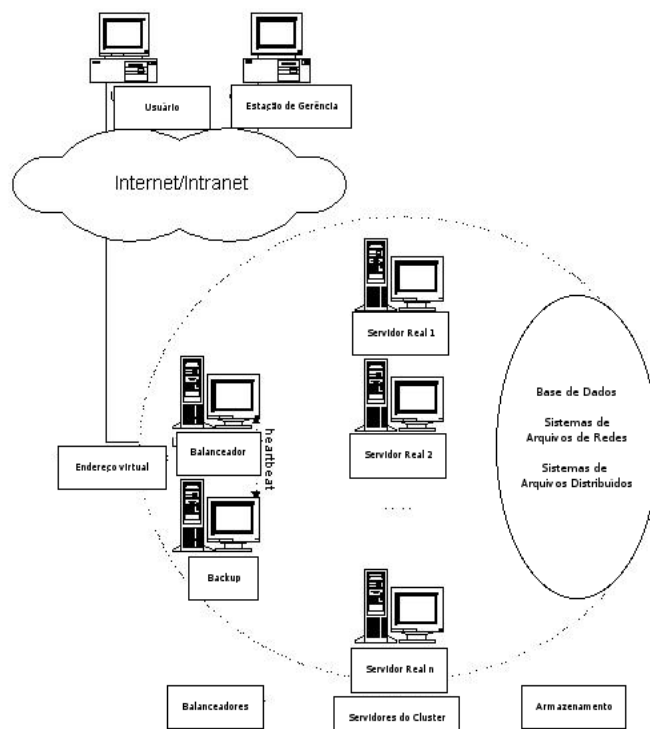 Usuário
Estação de Gerência
Internet/Intranet
Servidor Real 1
Servidor Real 2
Base de Dados
Sistemas de
Arquivos de Redes
Sistemas de
Arquivos Distribuidos
Endereço virtual
Balanceador
heartbeat
Backup
....
Servidor Real n
Balanceadores
Servidores do Cluster
Armazenamento